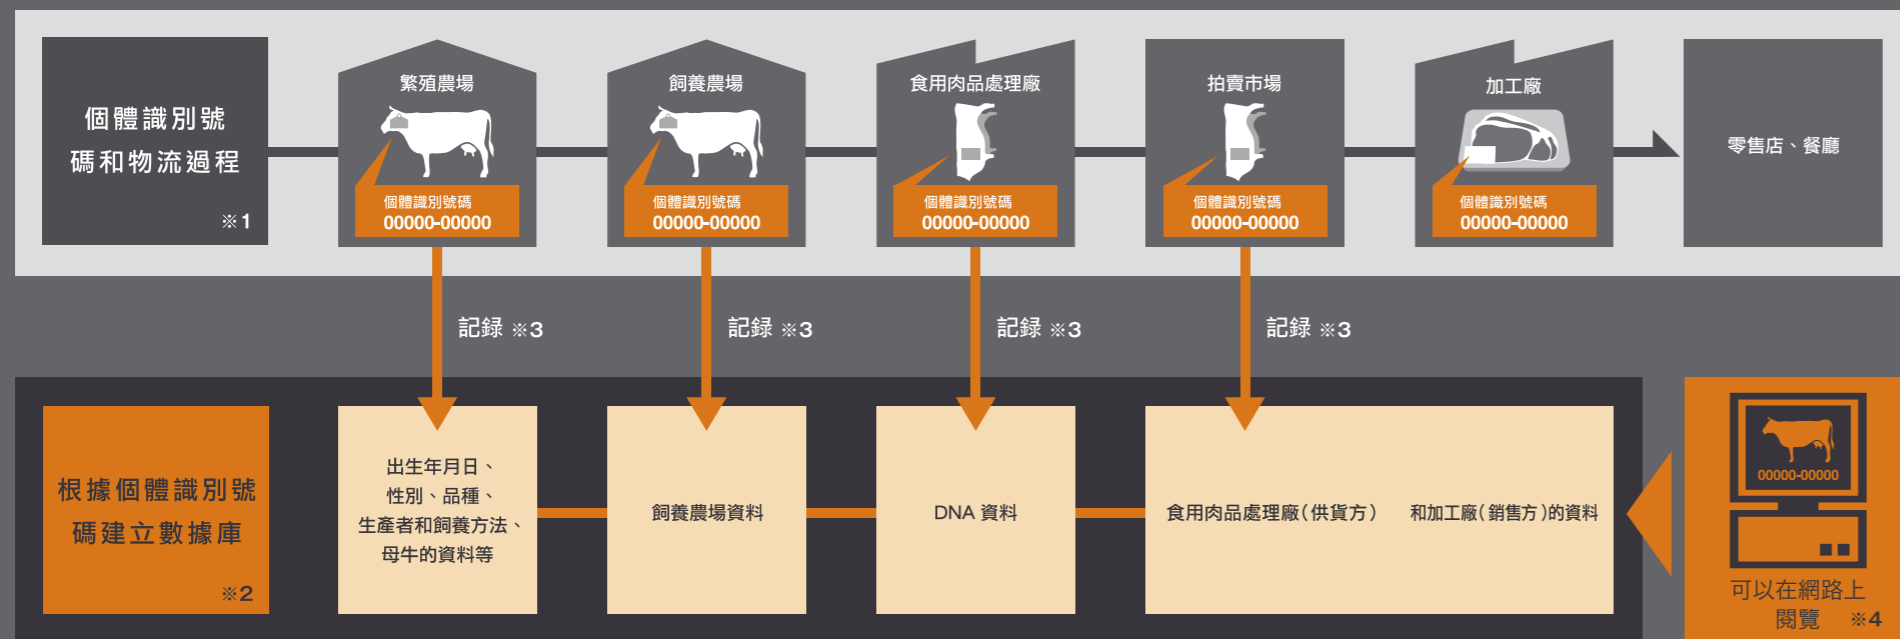 個體識別號
碼和物流過程
※1
繁殖農場
個體識別號碼
00000-00000
飼養農場
個體識別號碼
00000-00000
食用肉品處理廠
個體識別號碼
00000-00000
拍賣市場
個體識別號碼
00000-00000
加工廠
個體識別號碼
00000-00000
零售店、餐廳
記録 ※3
記録 ※3
記録 ※3
記録 ※3
根據個體識別號
碼建立數據庫
※2
出生年月日、
性別、品種、
生產者和飼養方法、
母牛的資料等
飼養農場資料
DNA 資料
食用肉品處理廠（供貨方） 和加工廠（銷售方）的資料
00000-00000
可以在網路上
閱覽 ※4